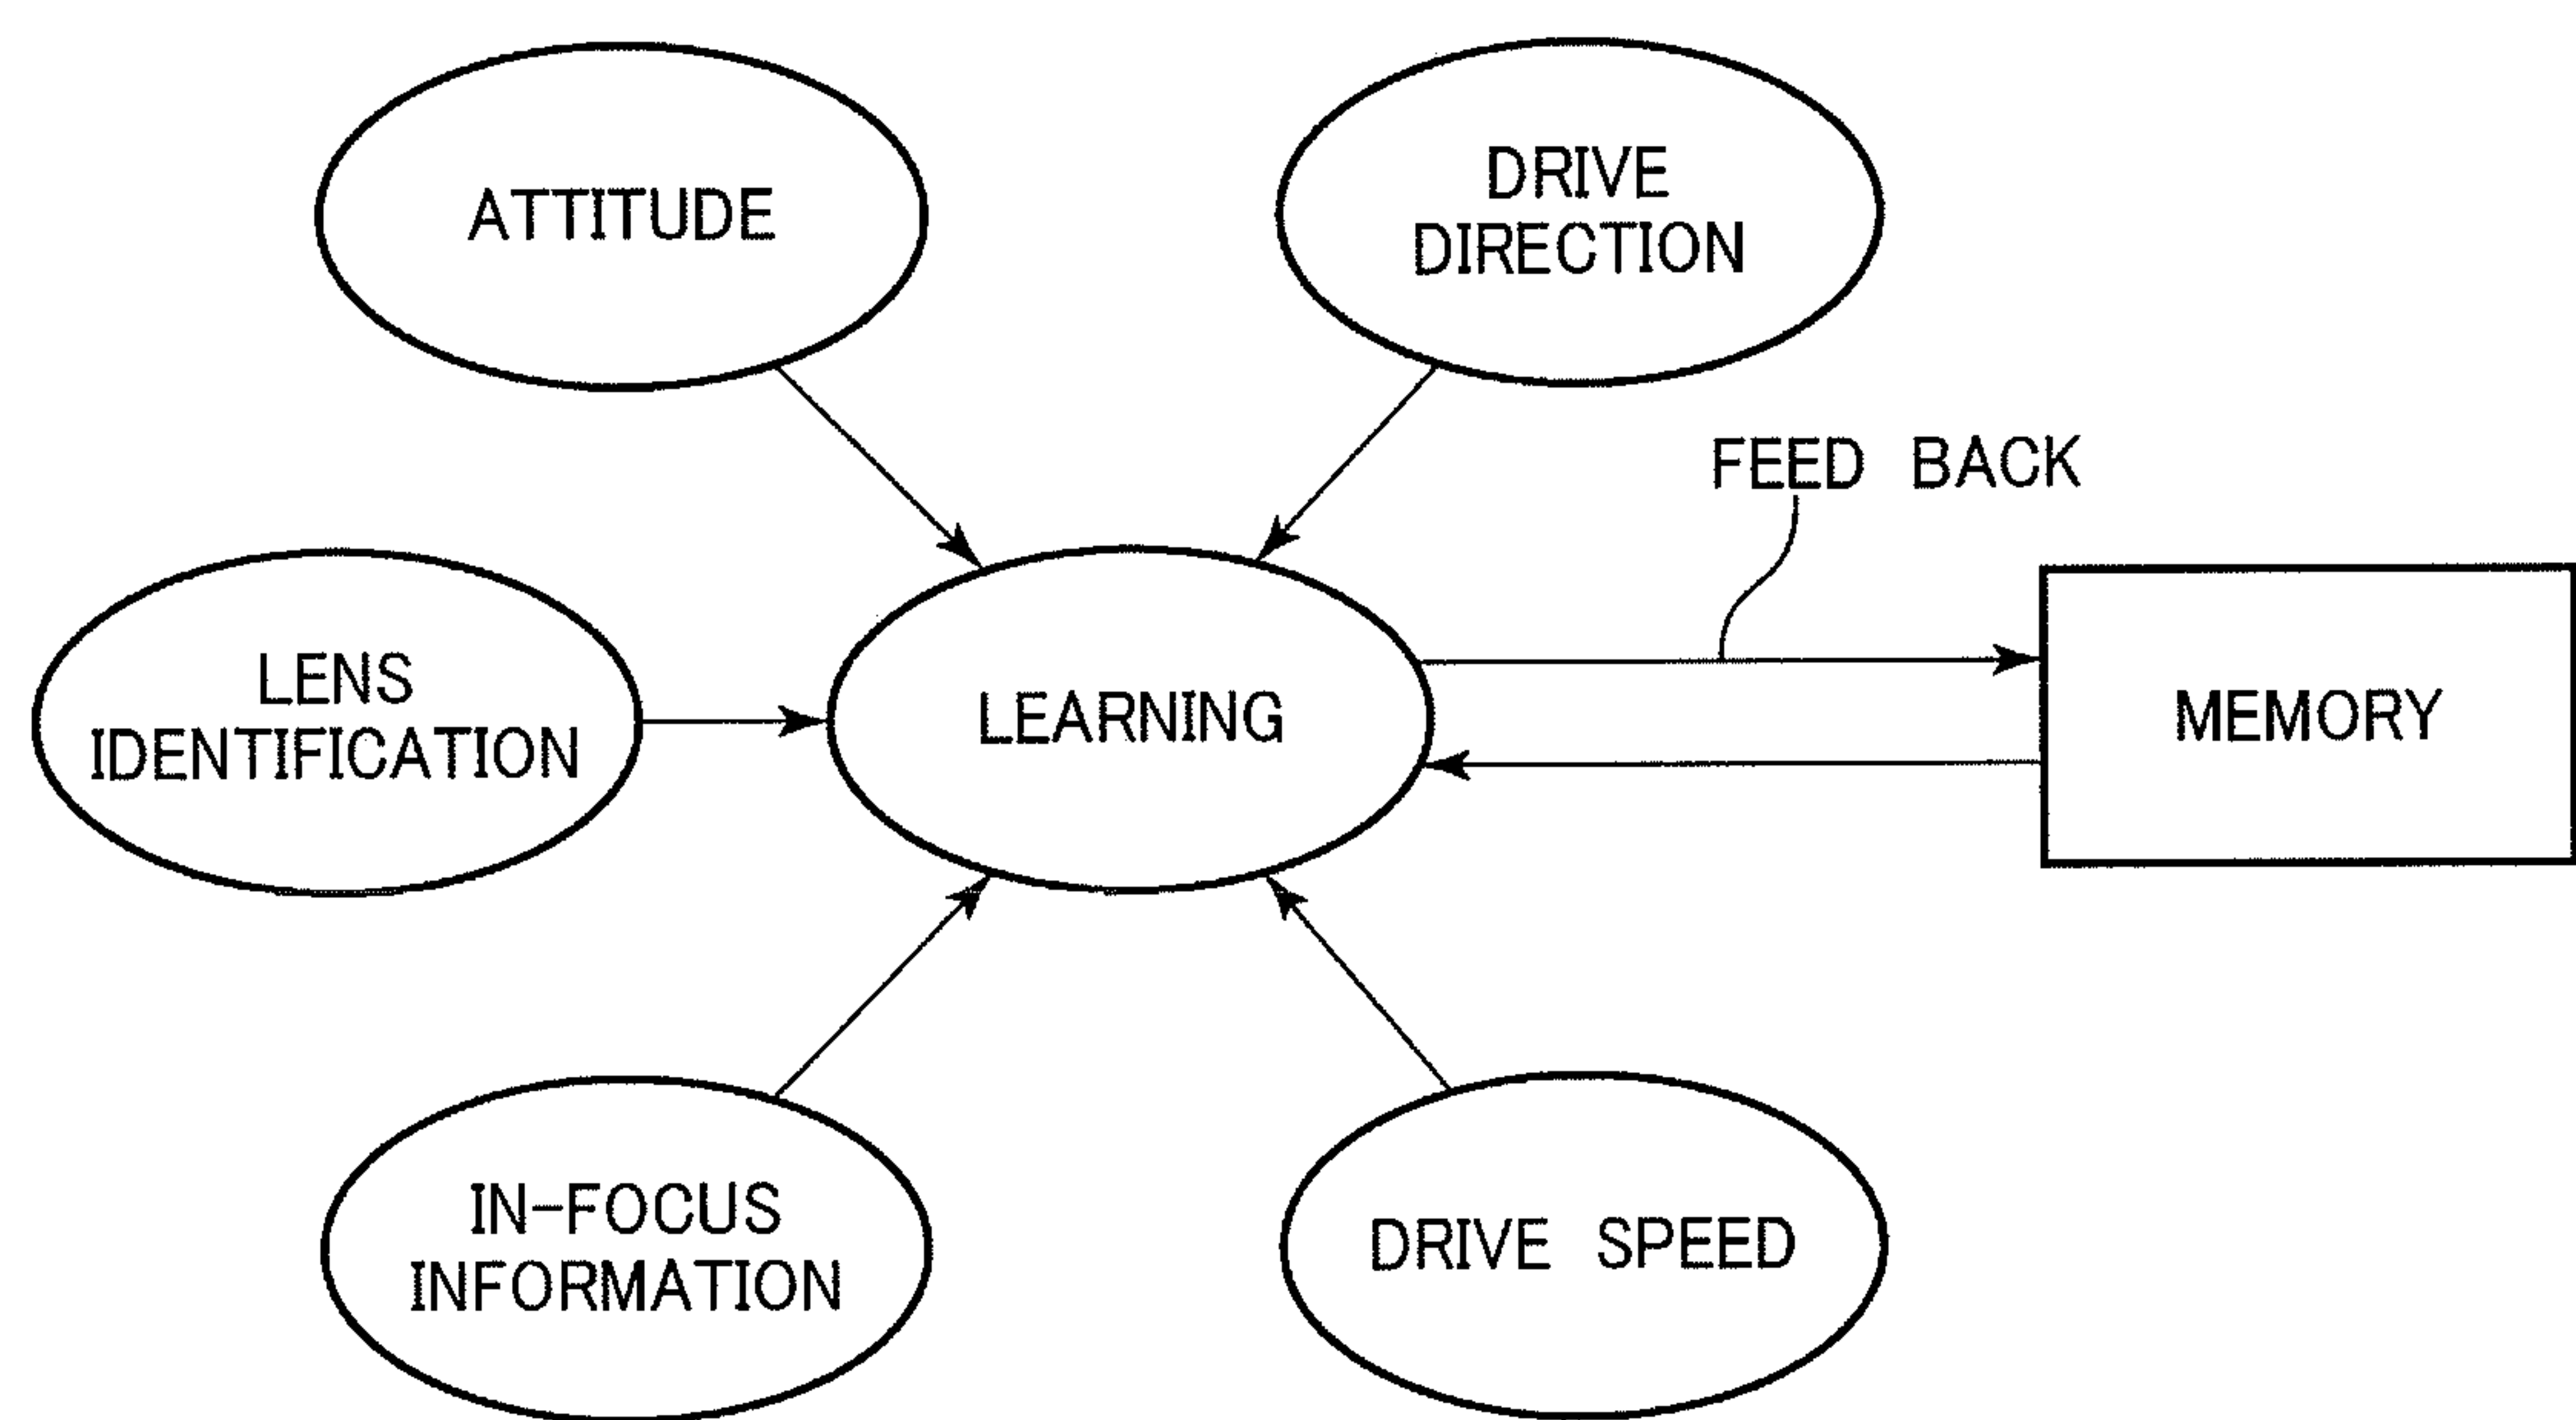 ATTITUDE
DRIVE
DIRECTION
FEED BACK
LENS
IDENTIFICATION
LEARNING
MEMORY
IN-FOCUS
INFORMATION
DRIVE SPEED